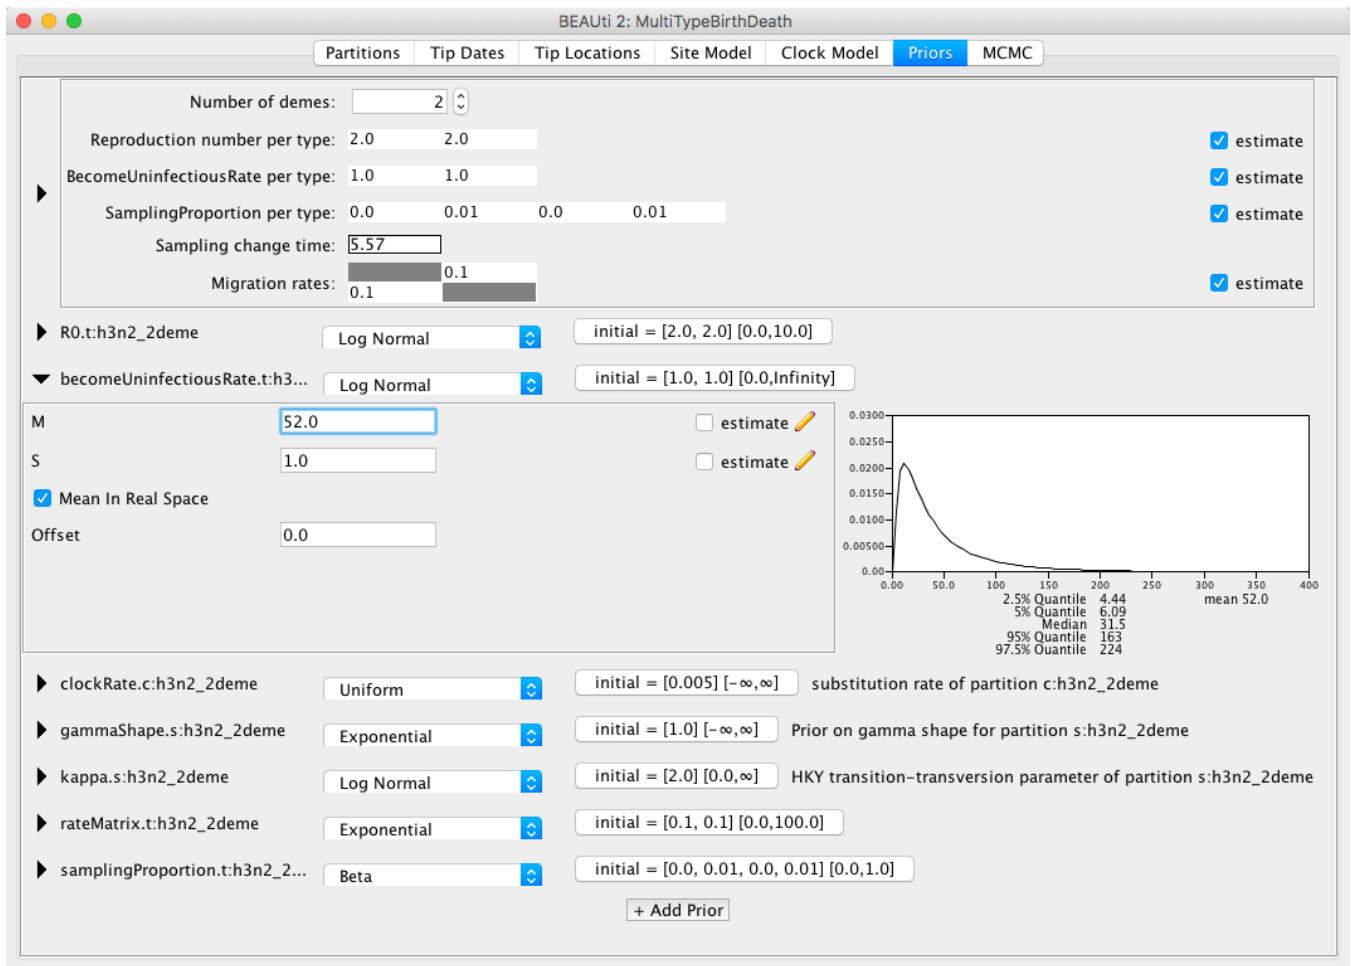 BEAUti 2: MultiTypeBirthDeath
Partitions Tip Dates Tip Locations Site Model Clock Model Priors MCMC
Number of demes: 2
Reproduction number per type: 2.0 2.0 estimate
BecomeUninfectiousRate per type: 1.0 1.0 estimate
SamplingProportion per type: 0.0 0.01 0.0 0.01 estimate
Sampling change time: 5.57
Migration rates: 0.1 0.1 estimate
R0.t:h3n2_2deme Log Normal initial = [2.0, 2.0] [0.0,10.0]
becomeUninfectiousRate.t:h3... Log Normal initial = [1.0, 1.0] [0.0,Infinity]
M 52.0 estimate
S 1.0 estimate
Mean In Real Space
Offset 0.0
0.0300
0.0250
0.0200
0.0150
0.0100
0.00500
0.00
0.00 50.0 100 150 200 250 300 350 400
2.5% Quantile 4.44 mean 52.0
5% Quantile 6.09
Median 31.5
95% Quantile 163
97.5% Quantile 224
clockRate.c:h3n2_2deme Uniform initial = [0.005] [-∞,∞] substitution rate of partition c:h3n2_2deme
gammaShape.s:h3n2_2deme Exponential initial = [1.0] [-∞,∞] Prior on gamma shape for partition s:h3n2_2deme
kappa.s:h3n2_2deme Log Normal initial = [2.0] [0.0,∞] HKY transition-transversion parameter of partition s:h3n2_2deme
rateMatrix.t:h3n2_2deme Exponential initial = [0.1, 0.1] [0.0,100.0]
samplingProportion.t:h3n2_2... Beta initial = [0.0, 0.01, 0.0, 0.01] [0.0,1.0]
+ Add Prior